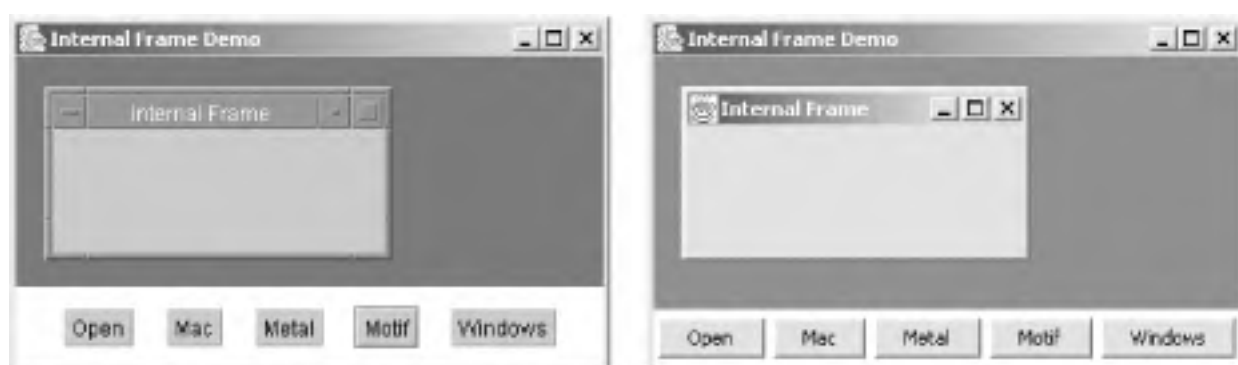 Internal Frame Demo
Internal Frame
Open Mac Metal Motif Windows
Internal Frame Demo
Internal Frame
Open Mac Metal Motif Windows